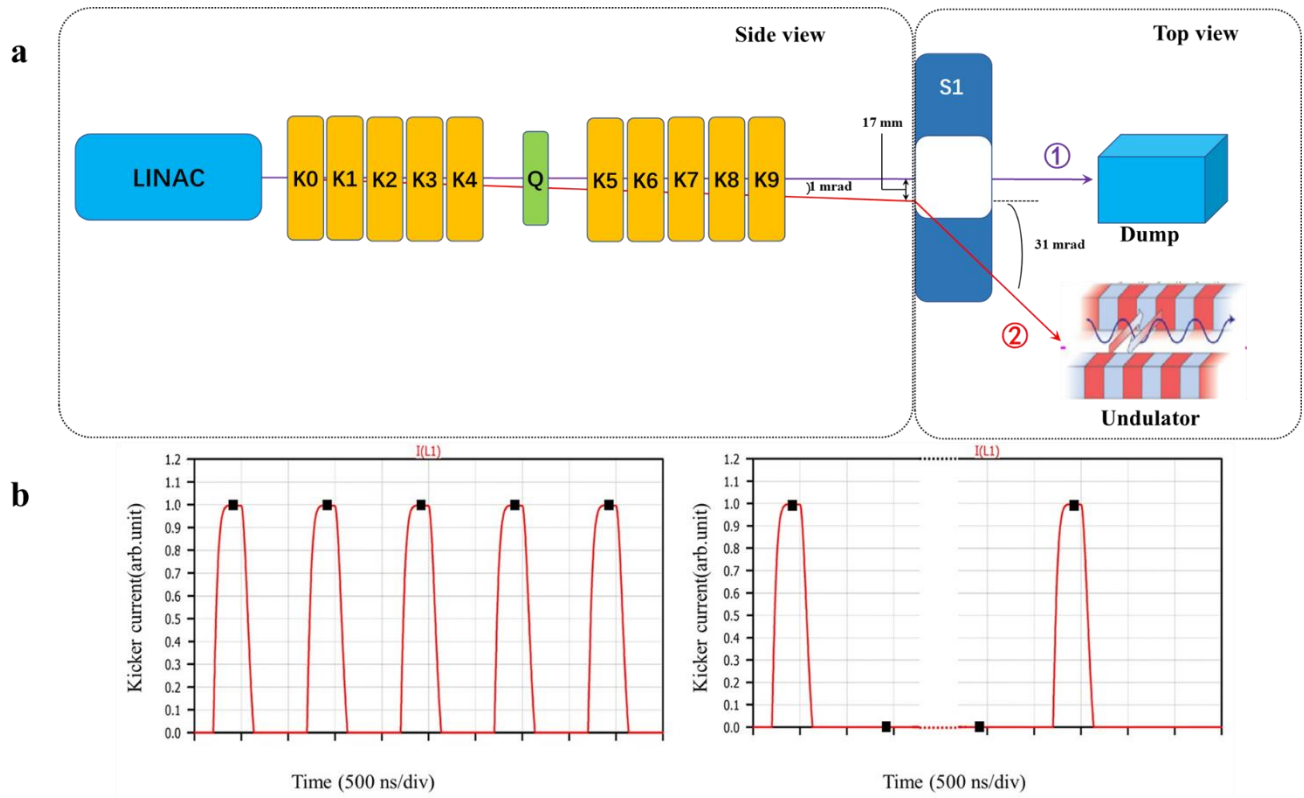 a
Side view
Top view
LINAC
K0 K1 K2 K3 K4
Q
K5 K6 K7 K8 K9
1 mrad
17 mm
S1
①
Dump
31 mrad
②
Undulator
b
I(L1)
Kicker current(arb.unit)
1.2
1.1
1.0
0.9
0.8
0.7
0.6
0.5
0.4
0.3
0.2
0.1
0.0
Time (500 ns/div)
I(L1)
Kicker current(arb.unit)
1.2
1.1
1.0
0.9
0.8
0.7
0.6
0.5
0.4
0.3
0.2
0.1
0.0
Time (500 ns/div)